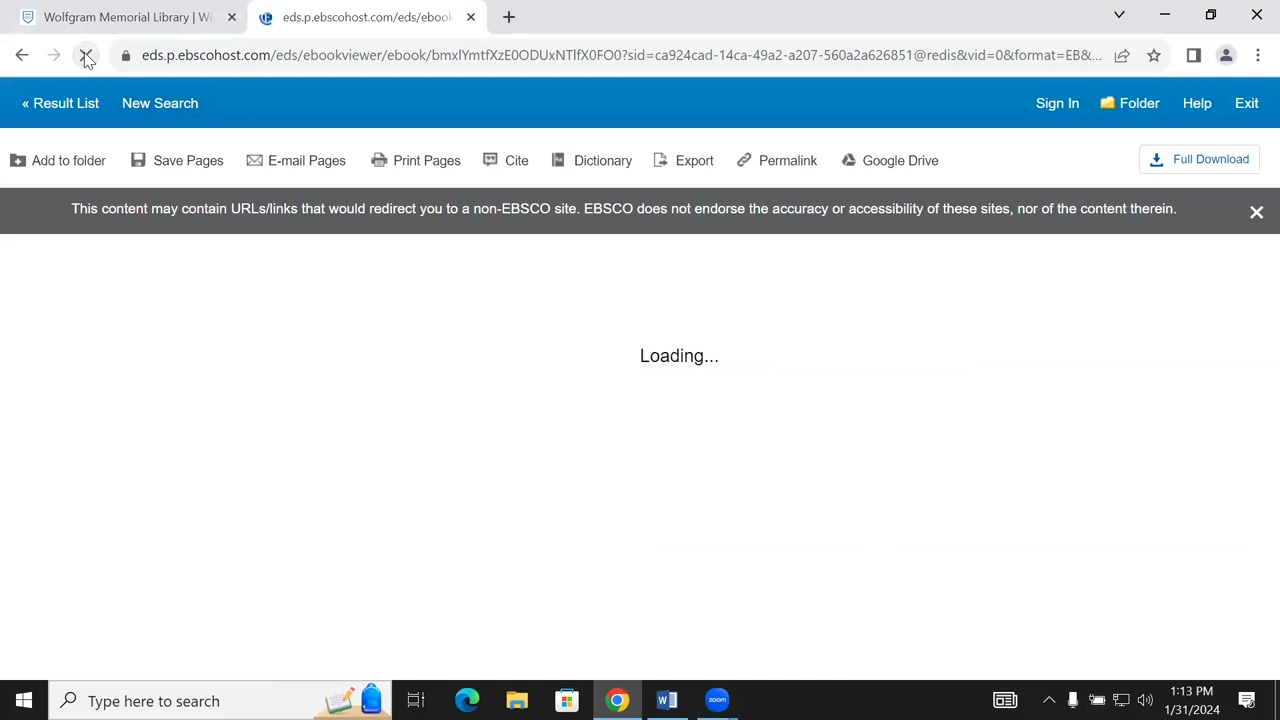 Wolfgram Memorial Library | Wi
eds.p.ebscohost.com/eds/ebook
eds.p.ebscohost.com/eds/ebookviewer/ebook/bmxlYmtfXzE0ODUxNTlfX0FO0?sid=ca924cad-14ca-49a2-a207-560a2a626851@redis&vid=0&format=EB&...
« Result List New Search Sign In Folder Help Exit
Add to folder Save Pages E-mail Pages Print Pages Cite Dictionary Export Permalink Google Drive Full Download
This content may contain URLs/links that would redirect you to a non-EBSCO site. EBSCO does not endorse the accuracy or accessibility of these sites, nor of the content therein.
Loading...
Type here to search
zoom
1:13 PM
1/31/2024